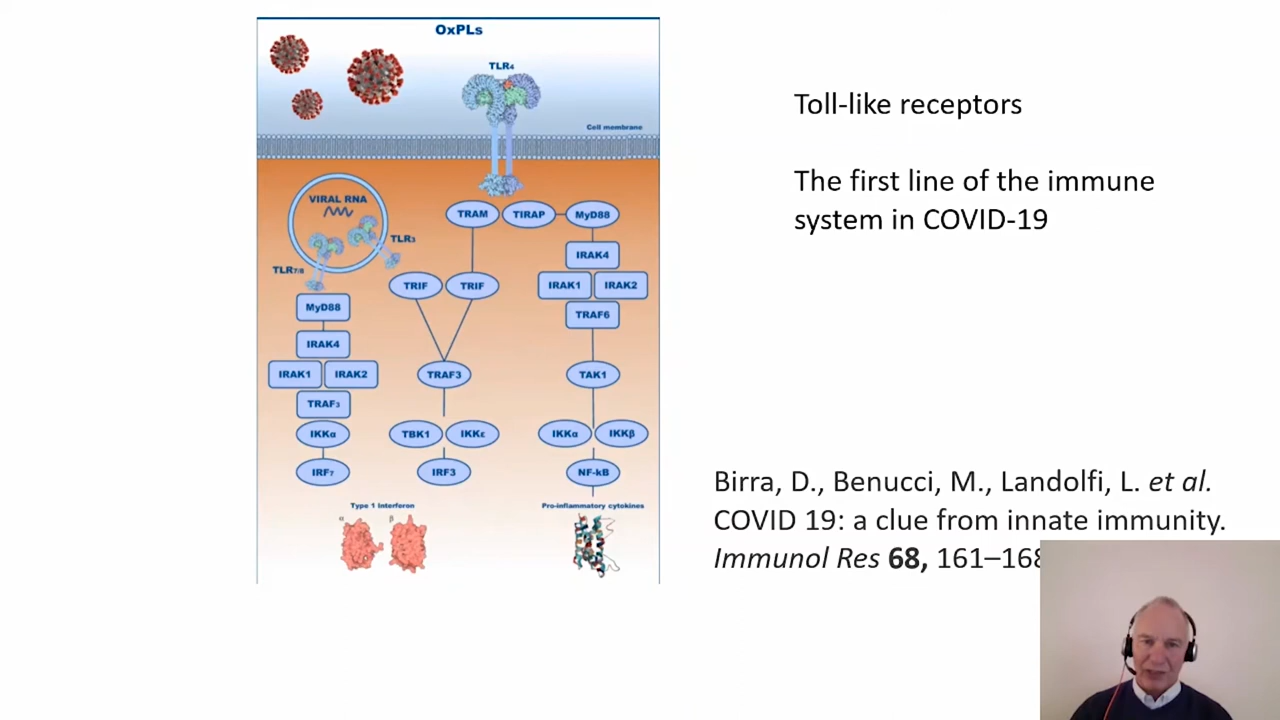 OxPLs
TLR4
Cell membrane
VIRAL RNA
TLR3
TLR7/8
TRAM
TIRAP
MyD88
IRAK4
TRIF
TRIF
IRAK1
IRAK2
TRAF6
MyD88
IRAK4
IRAK1
IRAK2
TRAF3
TRAF3
TAK1
IKKα
TBK1
IKKε
IKKα
IKKβ
IRF7
IRF3
NF-kB
Type 1 Interferon
α
β
Pro-inflammatory cytokines
Toll-like receptors
The first line of the immune
system in COVID-19
Birra, D., Benucci, M., Landolfi, L. et al.
COVID 19: a clue from innate immunity.
Immunol Res 68, 161–168